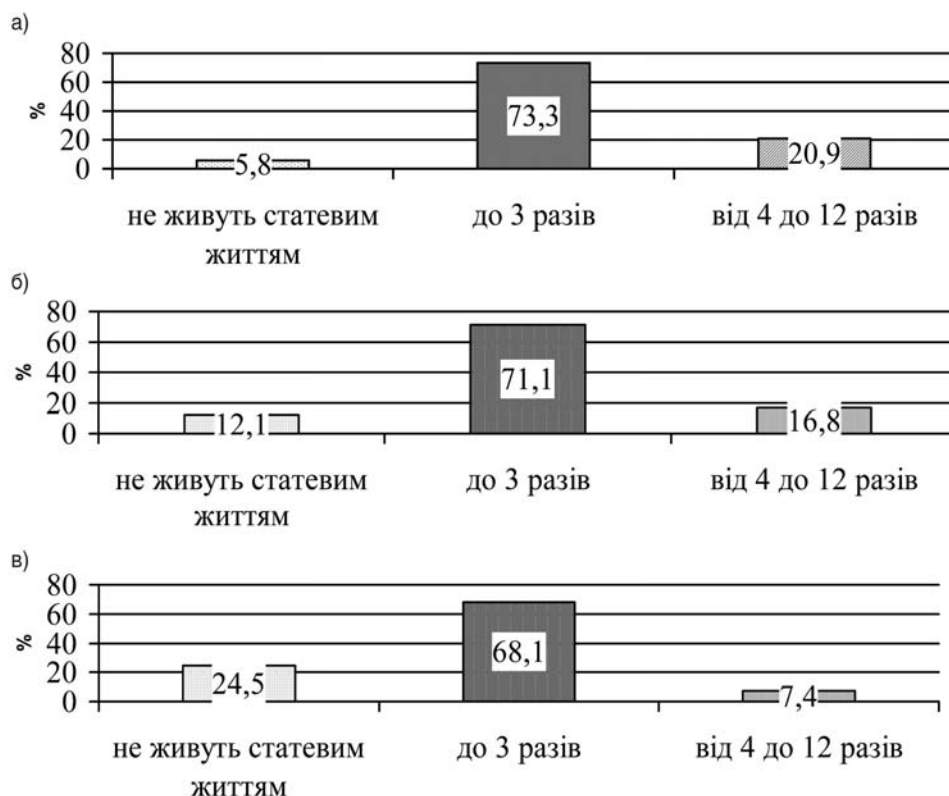 а)
80
60
40
20
0
%
5,8
73,3
20,9
не живуть статевим
життям
до 3 разів
від 4 до 12 разів
б)
80
60
40
20
0
%
12,1
71,1
16,8
не живуть статевим
життям
до 3 разів
від 4 до 12 разів
в)
80
60
40
20
0
%
24,5
68,1
7,4
не живуть статевим
життям
до 3 разів
від 4 до 12 разів